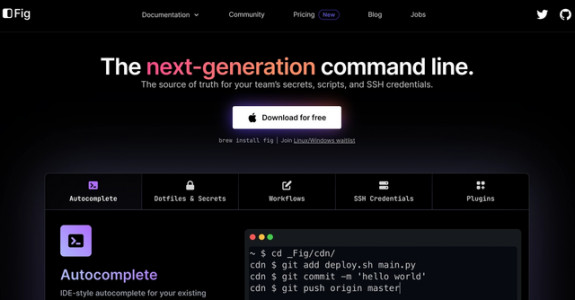 Fig
Documentation Community Pricing New Blog Jobs
The next-generation command line.
The source of truth for your team's secrets, scripts, and SSH credentials.
Download for free
brew install fig | Join Linux/Windows waitlist
Autocomplete Dotfiles & Secrets Workflows SSH Credentials Plugins
Autocomplete
IDE-style autocomplete for your existing
~ $ cd _Fig/cdn/
cdn $ git add deploy.sh main.py
cdn $ git commit -m 'hello world'
cdn $ git push origin master